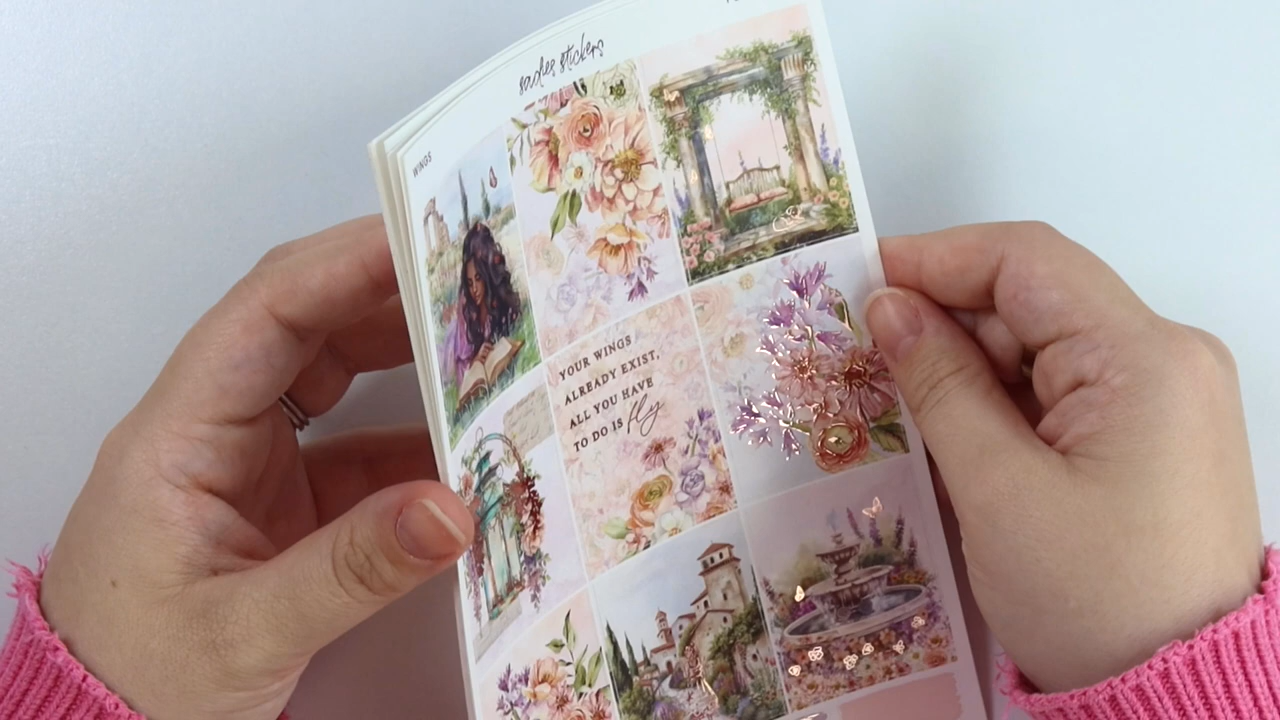 sadies stickers
WINGS
YOUR WINGS
ALREADY EXIST,
ALL YOU HAVE
TO DO IS fly